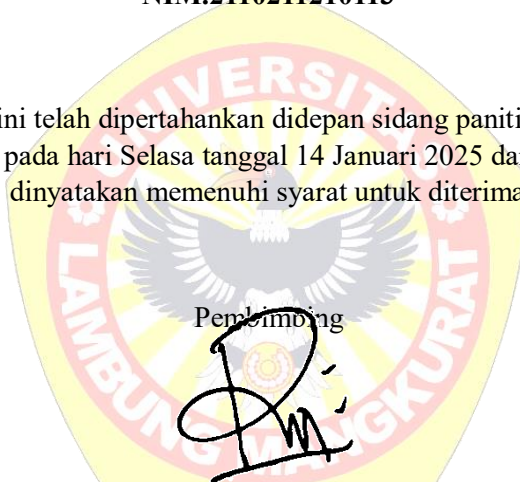 ini telah dipertahankan didepan sidang paniti
pada hari Selasa tanggal 14 Januari 2025 da
dinyatakan memenuhi syarat untuk diterima
Pembimbing
UNIVERSITAS
LAMBUNG MANGKURAT